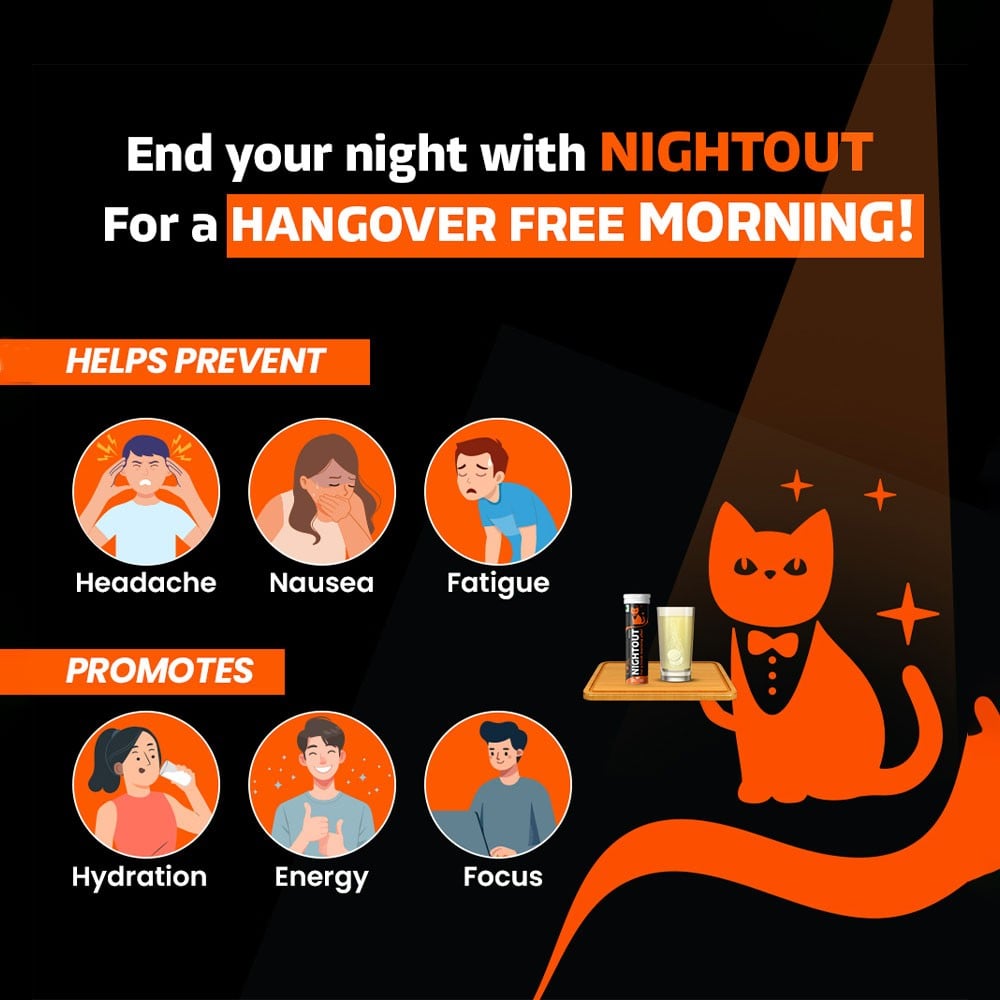 End your night with NIGHTOUT
For a HANGOVER FREE MORNING!
HELPS PREVENT
Headache Nausea Fatigue
NIGHTOUT
PROMOTES
Hydration Energy Focus